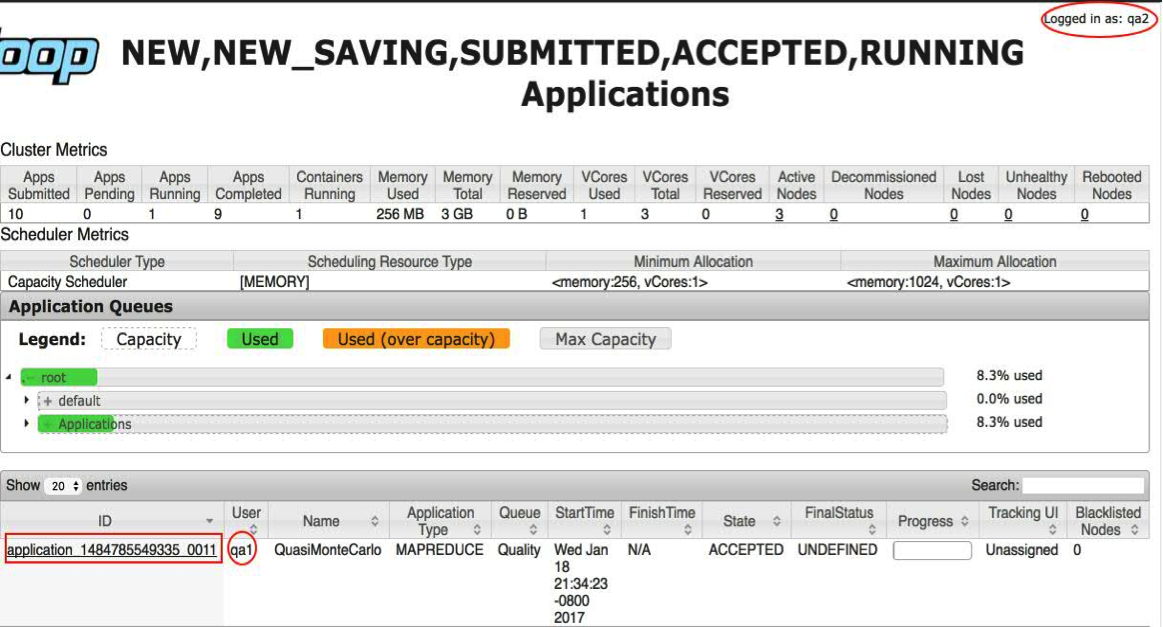 Logged in as: qa2
oop
NEW,NEW_SAVING,SUBMITTED,ACCEPTED,RUNNING
Applications
Cluster Metrics
Apps Submitted Apps Pending Apps Running Apps Completed Containers Running Memory Used Memory Total Memory Reserved VCores Used VCores Total VCores Reserved Active Nodes Decommissioned Nodes Lost Nodes Unhealthy Nodes Rebooted Nodes
10 0 1 9 1 256 MB 3 GB 0 B 1 3 0 3 0 0 0 0
Scheduler Metrics
Scheduler Type Scheduling Resource Type Minimum Allocation Maximum Allocation
Capacity Scheduler [MEMORY] <memory:256, vCores:1> <memory:1024, vCores:1>
Application Queues
Legend: Capacity Used Used (over capacity) Max Capacity
- root 8.3% used
+ default 0.0% used
+ Applications 8.3% used
Show 20 entries Search:
ID User Name Application Type Queue StartTime FinishTime State FinalStatus Progress Tracking UI Blacklisted Nodes
application_1484785549335_0011 qa1 QuasiMonteCarlo MAPREDUCE Quality Wed Jan N/A ACCEPTED UNDEFINED Unassigned 0
18
21:34:23
-0800
2017